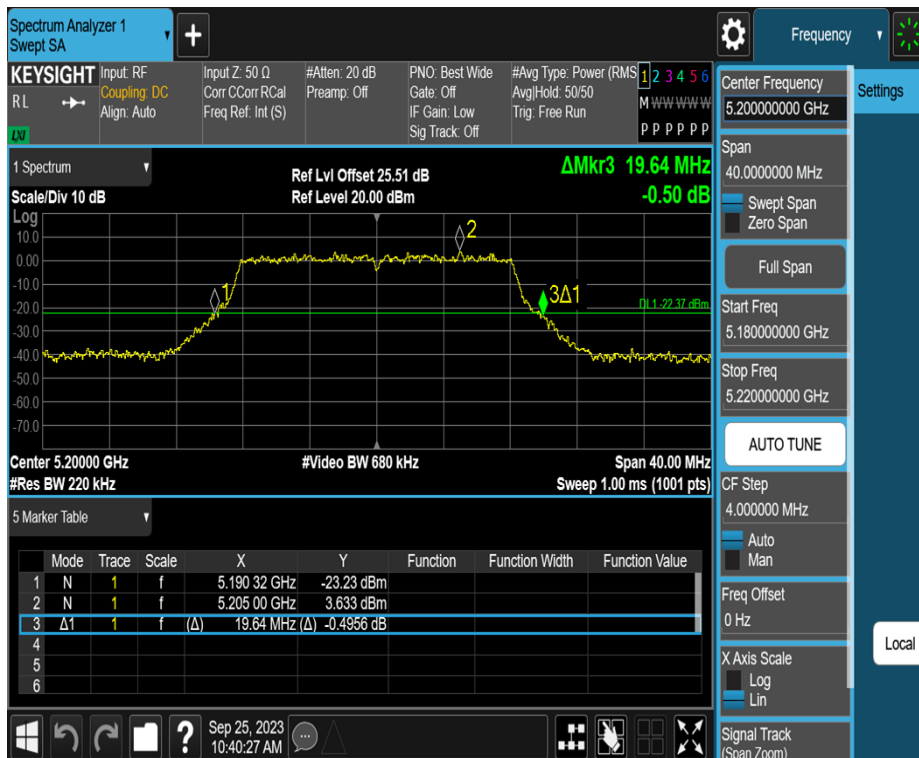 Spectrum Analyzer 1
Swept SA
+
Frequency
KEYSIGHT
RL
LXI
Input: RF
Coupling: DC
Align: Auto
Input Z: 50 Ω
Corr CCorr RCal
Freq Ref: Int (S)
#Atten: 20 dB
Preamp: Off
PNO: Best Wide
Gate: Off
IF Gain: Low
Sig Track: Off
#Avg Type: Power (RMS
Avg|Hold: 50/50
Trig: Free Run
1 2 3 4 5 6
M W W W W W
P P P P P P
1 Spectrum
Scale/Div 10 dB
Ref Lvl Offset 25.51 dB
Ref Level 20.00 dBm
ΔMkr3 19.64 MHz
-0.50 dB
Log
10.0
0.00
-10.0
-20.0
-30.0
-40.0
-50.0
-60.0
-70.0
1
2
3Δ1
DL1 -22.37 dBm
Center 5.20000 GHz
#Res BW 220 kHz
#Video BW 680 kHz
Span 40.00 MHz
Sweep 1.00 ms (1001 pts)
5 Marker Table
Mode Trace Scale X Y Function Function Width Function Value
1 N 1 f 5.190 32 GHz -23.23 dBm
2 N 1 f 5.205 00 GHz 3.633 dBm
3 Δ1 1 f (Δ) 19.64 MHz (Δ) -0.4956 dB
4
5
6
?
Sep 25, 2023
10:40:27 AM
Center Frequency
5.200000000 GHz
Span
40.0000000 MHz
Swept Span
Zero Span
Full Span
Start Freq
5.180000000 GHz
Stop Freq
5.220000000 GHz
AUTO TUNE
CF Step
4.000000 MHz
Auto
Man
Freq Offset
0 Hz
X Axis Scale
Log
Lin
Signal Track
(Span Zoom)
Settings
Local